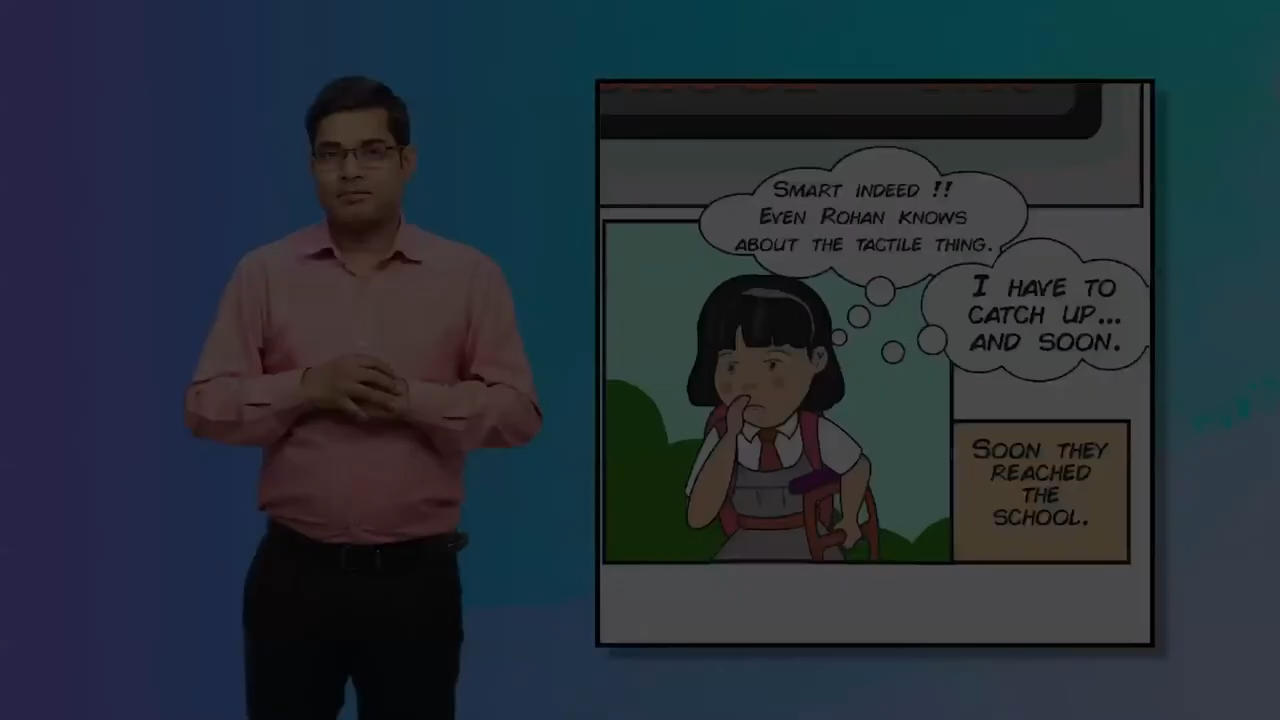 SMART INDEED !!
EVEN ROHAN KNOWS
ABOUT THE TACTILE THING.
I HAVE TO
CATCH UP...
AND SOON.
SOON THEY
REACHED
THE
SCHOOL.